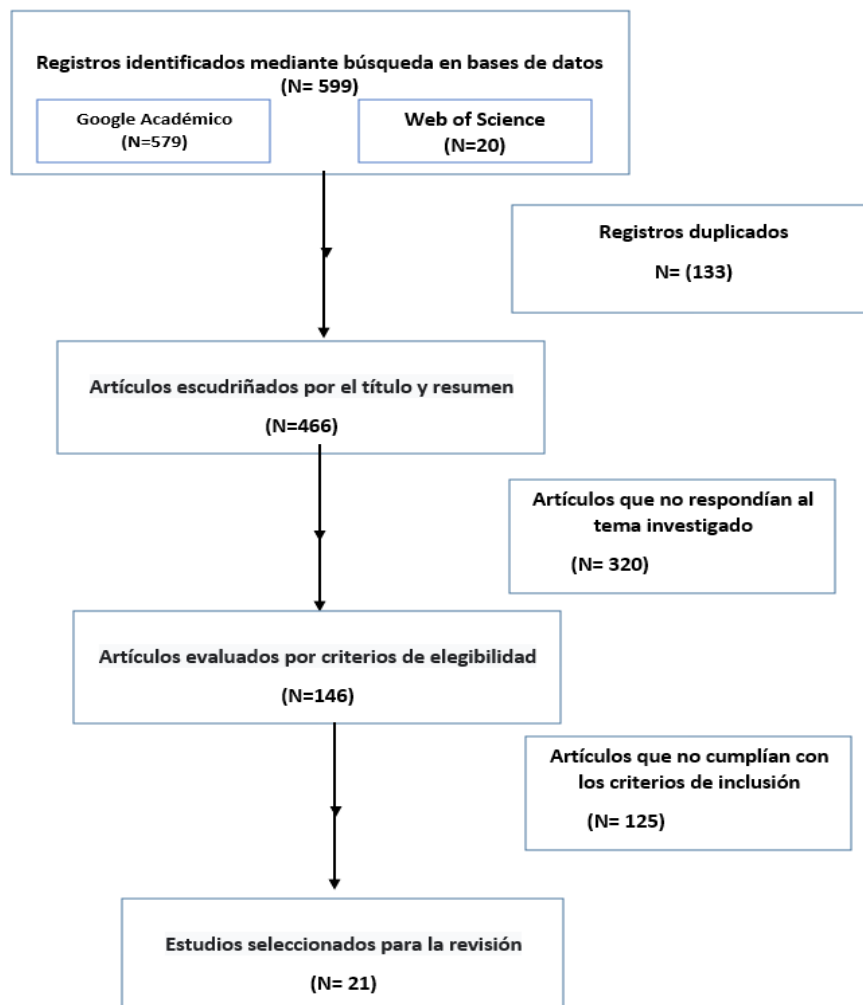 Registros identificados mediante búsqueda en bases de datos
(N= 599)
Google Académico
(N=579)
Web of Science
(N=20)
Registros duplicados
N= (133)
Artículos escudriñados por el título y resumen
(N=466)
Artículos que no respondían al
tema investigado
(N= 320)
Artículos evaluados por criterios de elegibilidad
(N=146)
Artículos que no cumplían con
los criterios de inclusión
(N= 125)
Estudios seleccionados para la revisión
(N= 21)